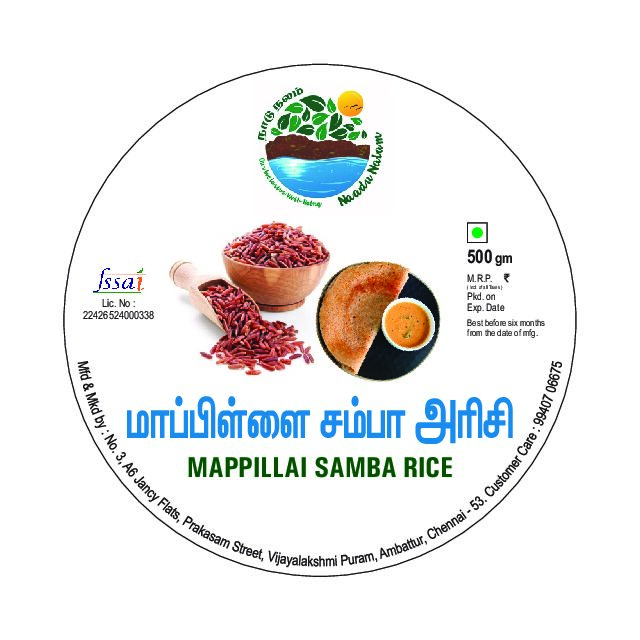 நாடு நலம்
Naadu Nalam
500 gm
M.R.P. ₹
( Incl. of all Taxes )
Pkd. on
Exp. Date
Best before six months
from the date of mfg.
fssai
Lic. No :
22426524000338
மாப்பிள்ளை சம்பா அரிசி
MAPPILLAI SAMBA RICE
Mfd & Mkd by : No. 3, A6 Jancy Flats, Prakasam Street, Vijayalakshmi Puram, Ambattur, Chennai - 53. Customer Care : 99407 06675